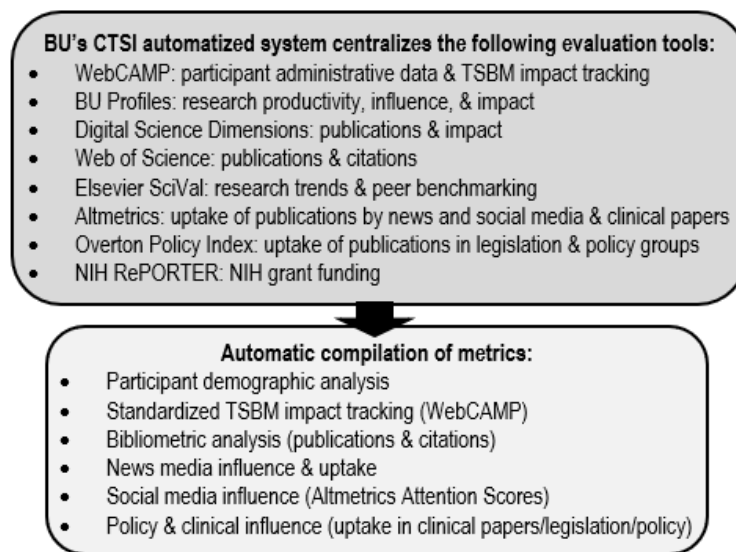 BU's CTSI automatized system centralizes the following evaluation tools:
• WebCAMP: participant administrative data & TSBM impact tracking
• BU Profiles: research productivity, influence, & impact
• Digital Science Dimensions: publications & impact
• Web of Science: publications & citations
• Elsevier SciVal: research trends & peer benchmarking
• Altmetrics: uptake of publications by news and social media & clinical papers
• Overton Policy Index: uptake of publications in legislation & policy groups
• NIH RePORTER: NIH grant funding
Automatic compilation of metrics:
• Participant demographic analysis
• Standardized TSBM impact tracking (WebCAMP)
• Bibliometric analysis (publications & citations)
• News media influence & uptake
• Social media influence (Altmetrics Attention Scores)
• Policy & clinical influence (uptake in clinical papers/legislation/policy)